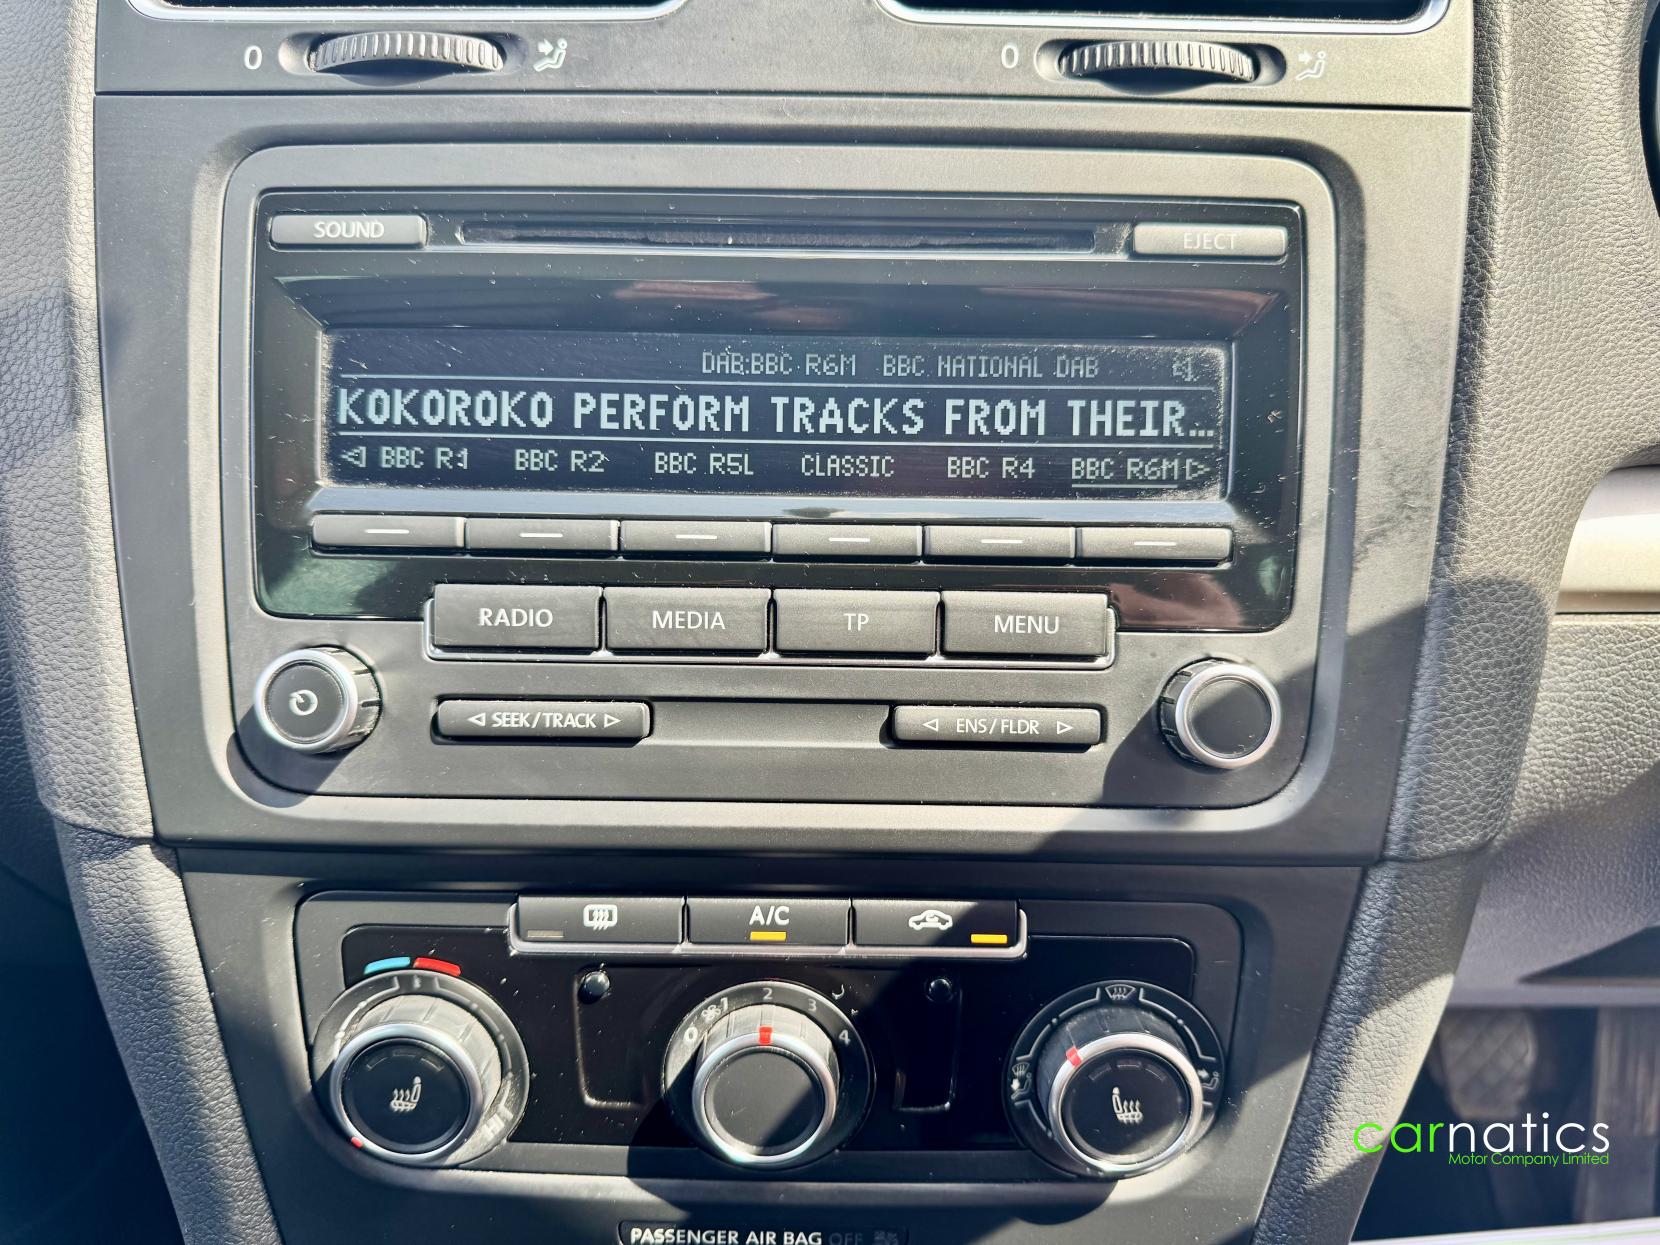 0
0
SOUND
EJECT
DAB:BBC R6M BBC NATIONAL DAB
KOKOROKO PERFORM TRACKS FROM THEIR...
BBC R1 BBC R2 BBC R5L CLASSIC BBC R4 BBC R6M
RADIO MEDIA TP MENU
SEEK/TRACK ENS/FLDR
A/C
0 1 2 3 4
carnatics
Motor Company Limited
PASSENGER AIR BAG OFF